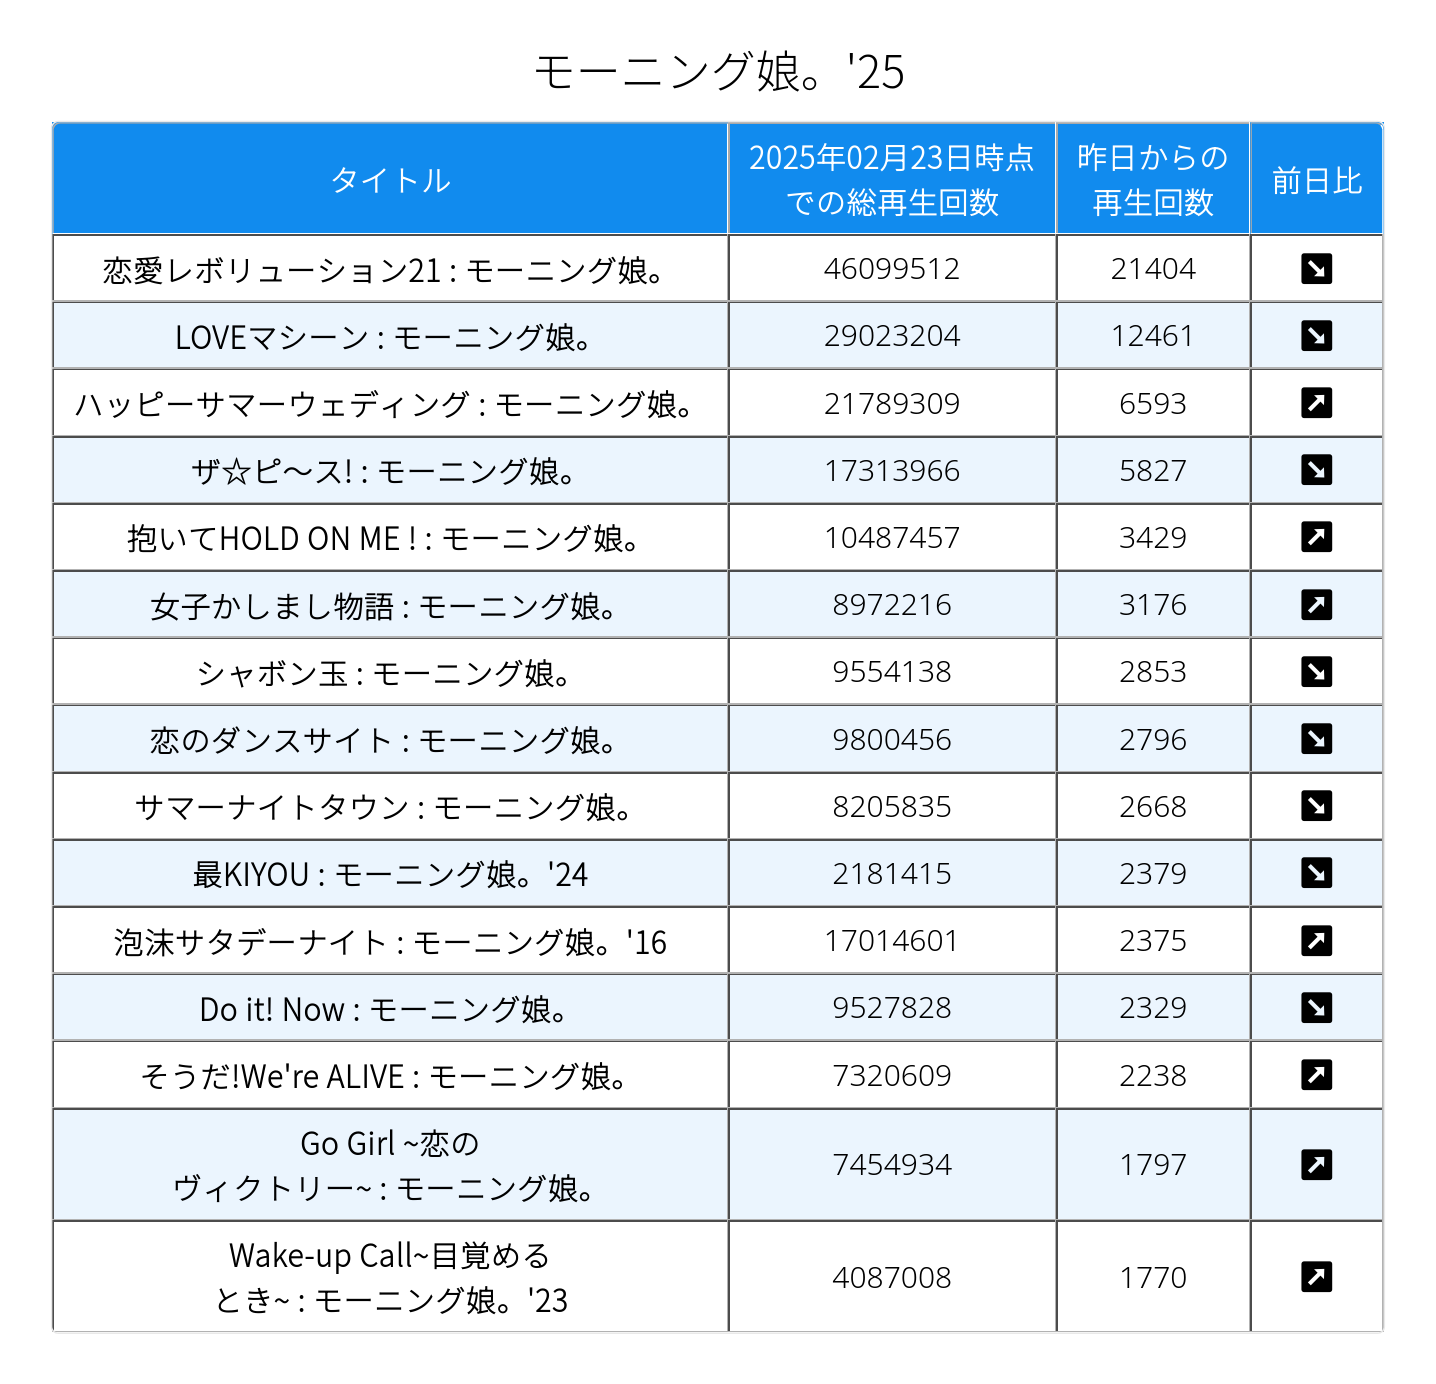 モーニング娘。'25
タイトル
2025年02月23日時点
での総再生回数
昨日からの
再生回数
前日比
恋愛レボリューション21 : モーニング娘。 46099512 21404 ↘
LOVEマシーン : モーニング娘。 29023204 12461 ↘
ハッピーサマーウェディング : モーニング娘。 21789309 6593 ↗
ザ☆ピ〜ス! : モーニング娘。 17313966 5827 ↘
抱いてHOLD ON ME ! : モーニング娘。 10487457 3429 ↗
女子かしまし物語 : モーニング娘。 8972216 3176 ↗
シャボン玉 : モーニング娘。 9554138 2853 ↘
恋のダンスサイト : モーニング娘。 9800456 2796 ↘
サマーナイトタウン : モーニング娘。 8205835 2668 ↘
最KIYOU : モーニング娘。'24 2181415 2379 ↘
泡沫サタデーナイト : モーニング娘。'16 17014601 2375 ↗
Do it! Now : モーニング娘。 9527828 2329 ↘
そうだ!We're ALIVE : モーニング娘。 7320609 2238 ↗
Go Girl ~恋の
ヴィクトリー~ : モーニング娘。 7454934 1797 ↗
Wake-up Call~目覚める
とき~ : モーニング娘。'23 4087008 1770 ↗